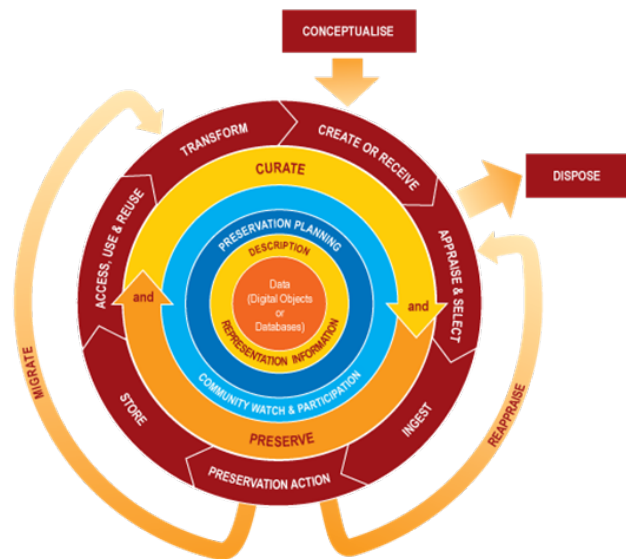 CONCEPTUALISE
DISPOSE
TRANSFORM
CREATE OR RECEIVE
APPRAISE & SELECT
INGEST
PRESERVATION ACTION
STORE
ACCESS, USE & REUSE
MIGRATE
REAPPRAISE
CURATE
and
PRESERVE
and
COMMUNITY WATCH & PARTICIPATION
PRESERVATION PLANNING
DESCRIPTION
REPRESENTATION INFORMATION
Data
(Digital Objects
or
Databases)